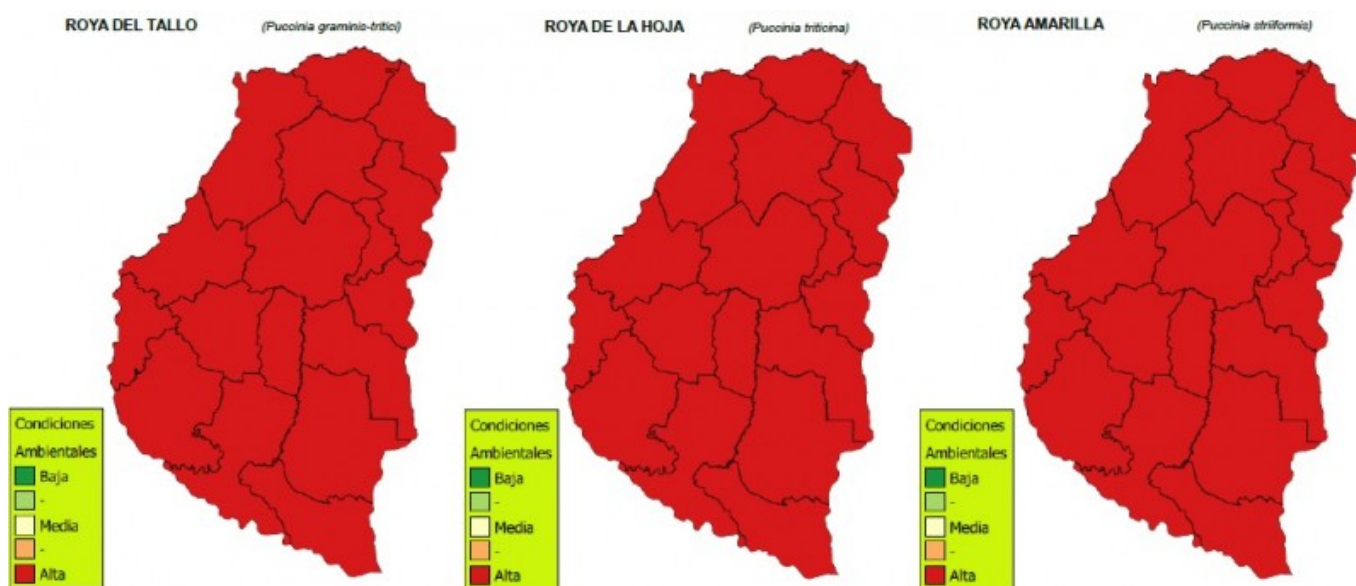 ROYA DEL TALLO (Puccinia graminis-tritici)
ROYA DE LA HOJA (Puccinia triticina)
ROYA AMARILLA (Puccinia striiformis)
Condiciones
Ambientales
Baja
-
Media
-
Alta
Condiciones
Ambientales
Baja
-
Media
-
Alta
Condiciones
Ambientales
Baja
-
Media
-
Alta